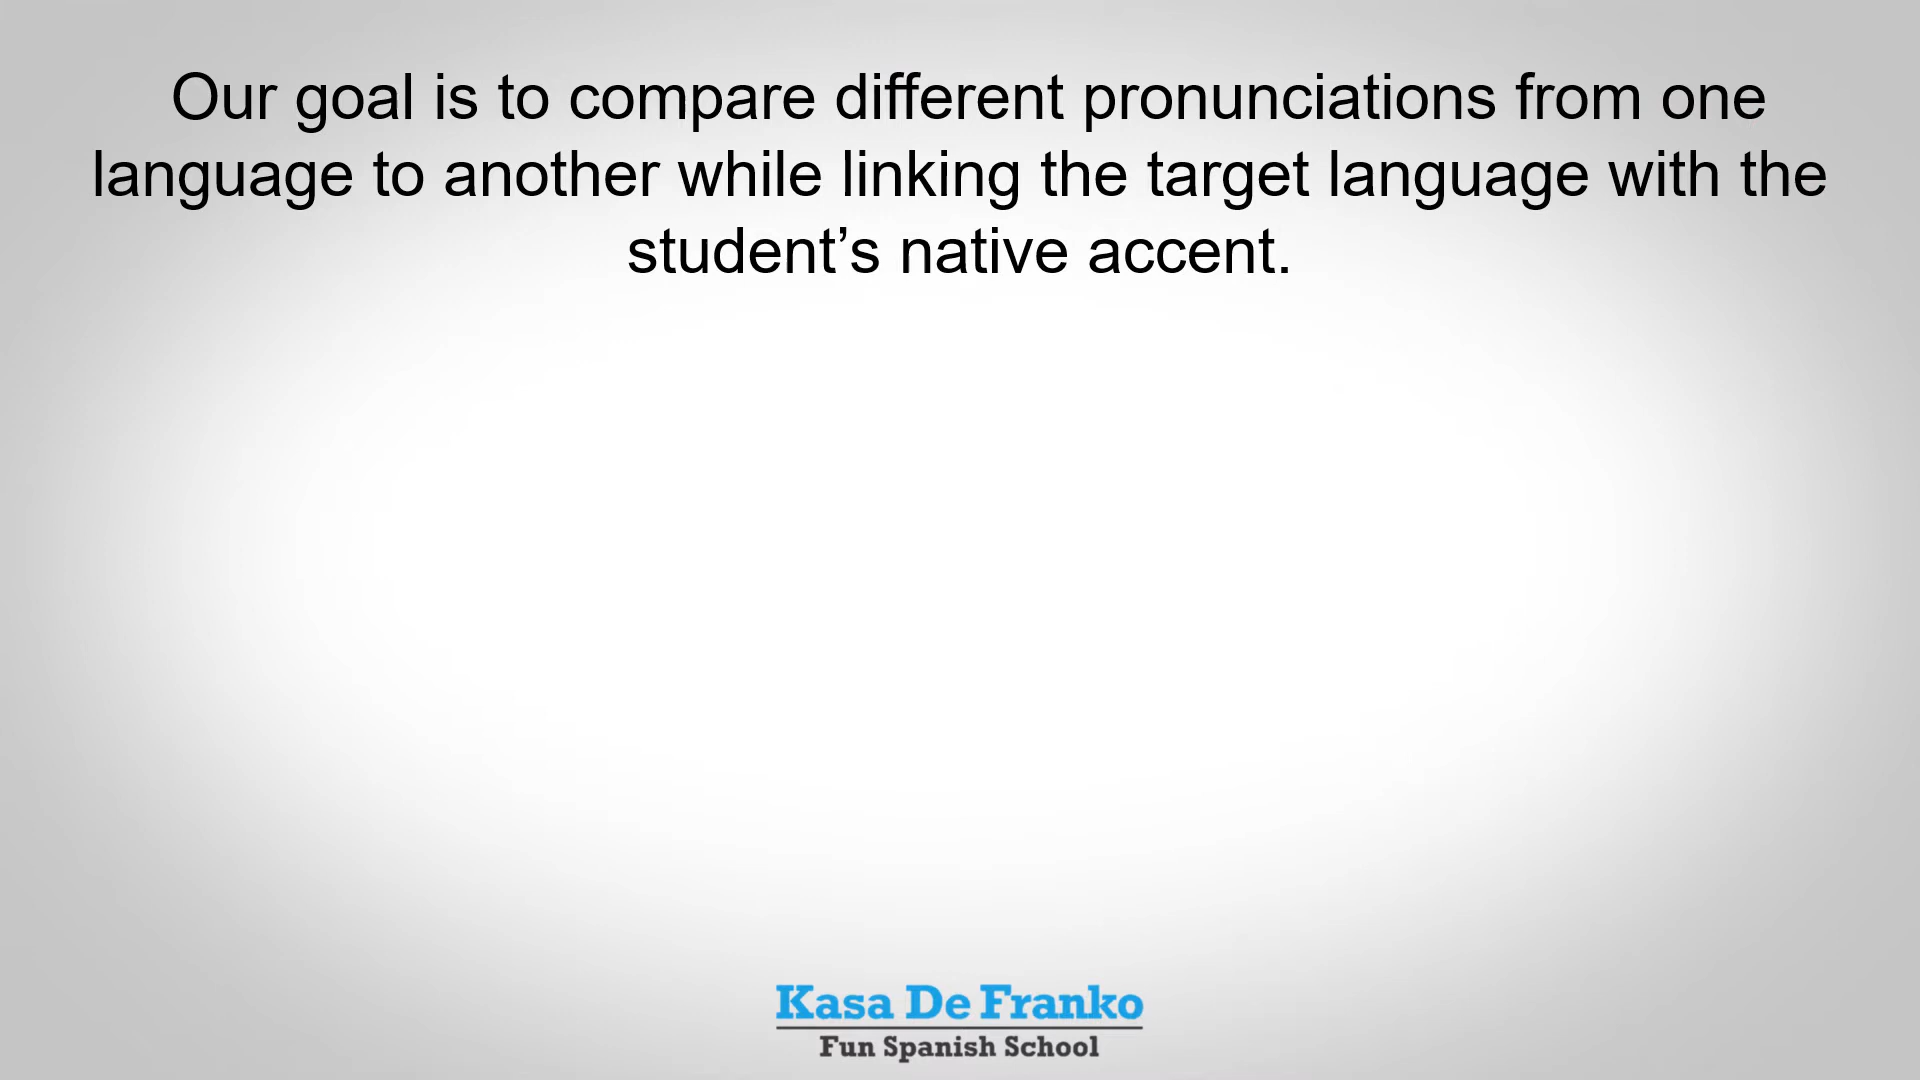 Our goal is to compare different pronunciations from one
language to another while linking the target language with the
student’s native accent.
Kasa De Franko
Fun Spanish School